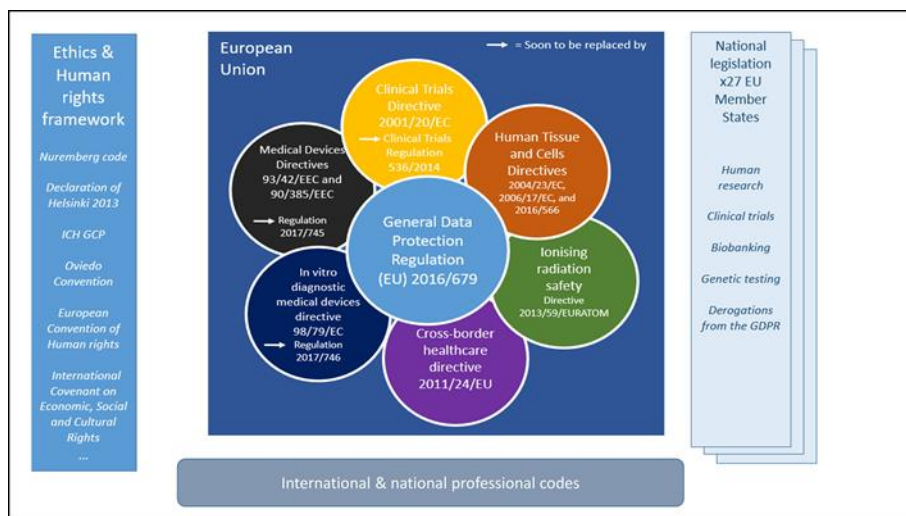 Ethics &
Human
rights
framework
Nuremberg code
Declaration of
Helsinki 2013
ICH GCP
Oviedo
Convention
European
Convention of
Human rights
International
Covenant on
Economic, Social
and Cultural
Rights
...
European
Union
→ = Soon to be replaced by
Clinical Trials
Directive
2001/20/EC
→ Clinical Trials
Regulation
536/2014
Human Tissue
and Cells
Directives
2004/23/EC,
2006/17/EC, and
2016/566
Medical Devices
Directives
93/42/EEC and
90/385/EEC
→ Regulation
2017/745
General Data
Protection
Regulation
(EU) 2016/679
Ionising
radiation
safety
Directive
2013/59/EURATOM
In vitro
diagnostic
medical devices
directive
98/79/EC
→ Regulation
2017/746
Cross-border
healthcare
directive
2011/24/EU
National
legislation
x27 EU
Member
States
Human
research
Clinical trials
Biobanking
Genetic testing
Derogations
from the GDPR
International & national professional codes